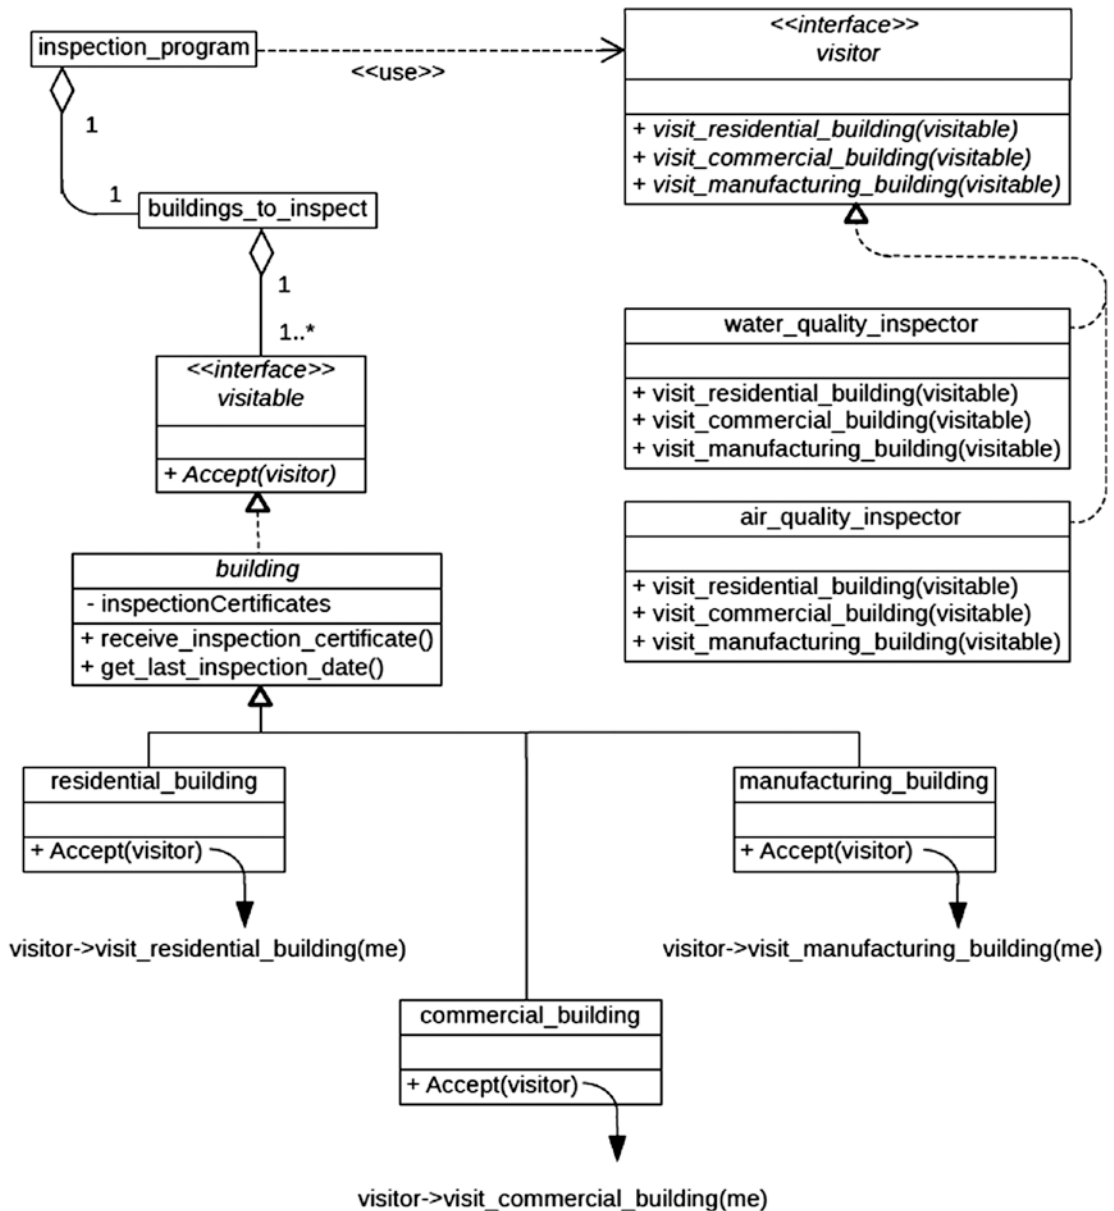 inspection_program
<<use>>
<<interface>>
visitor
+ visit_residential_building(visitable)
+ visit_commercial_building(visitable)
+ visit_manufacturing_building(visitable)
1
1
buildings_to_inspect
1
1..*
<<interface>>
visitable
+ Accept(visitor)
water_quality_inspector
+ visit_residential_building(visitable)
+ visit_commercial_building(visitable)
+ visit_manufacturing_building(visitable)
air_quality_inspector
+ visit_residential_building(visitable)
+ visit_commercial_building(visitable)
+ visit_manufacturing_building(visitable)
building
- inspectionCertificates
+ receive_inspection_certificate()
+ get_last_inspection_date()
residential_building
+ Accept(visitor)
visitor->visit_residential_building(me)
manufacturing_building
+ Accept(visitor)
visitor->visit_manufacturing_building(me)
commercial_building
+ Accept(visitor)
visitor->visit_commercial_building(me)